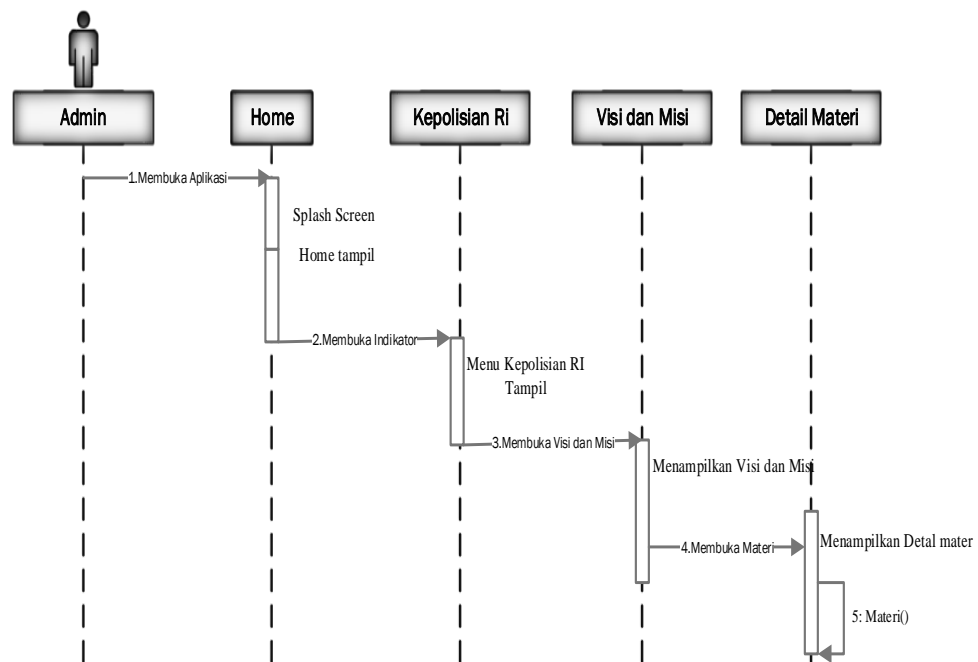 Admin
Home
Kepolisian Ri
Visi dan Misi
Detail Materi
1.Membuka Aplikasi
Splash Screen
Home tampil
2.Membuka Indikator
Menu Kepolisian RI
Tampil
3.Membuka Visi dan Misi
Menampilkan Visi dan Misi
4.Membuka Materi
Menampilkan Detal mater
5: Materi()